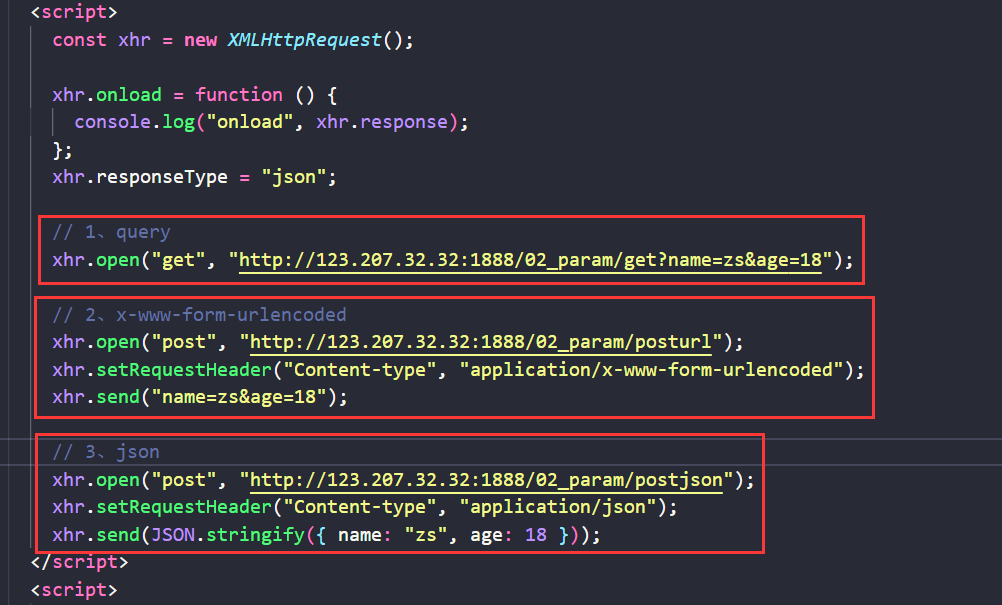 <script>
const xhr = new XMLHttpRequest();
xhr.onload = function () {
console.log("onload", xhr.response);
};
xhr.responseType = "json";
// 1、query
xhr.open("get", "http://123.207.32.32:1888/02_param/get?name=zs&age=18");
// 2、x-www-form-urlencoded
xhr.open("post", "http://123.207.32.32:1888/02_param/posturl");
xhr.setRequestHeader("Content-type", "application/x-www-form-urlencoded");
xhr.send("name=zs&age=18");
// 3、json
xhr.open("post", "http://123.207.32.32:1888/02_param/postjson");
xhr.setRequestHeader("Content-type", "application/json");
xhr.send(JSON.stringify({ name: "zs", age: 18 }));
</script>
<script>